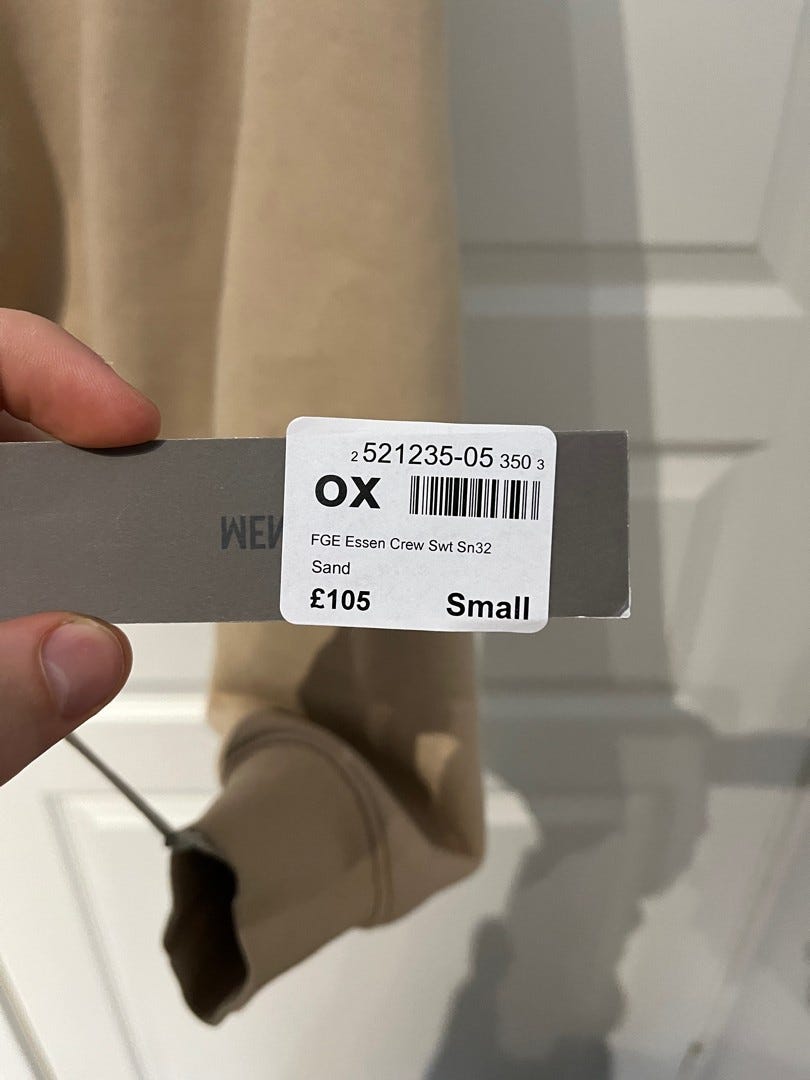 2 521235-05 350 3
OX
FGE Essen Crew Swt Sn32
Sand
£105 Small